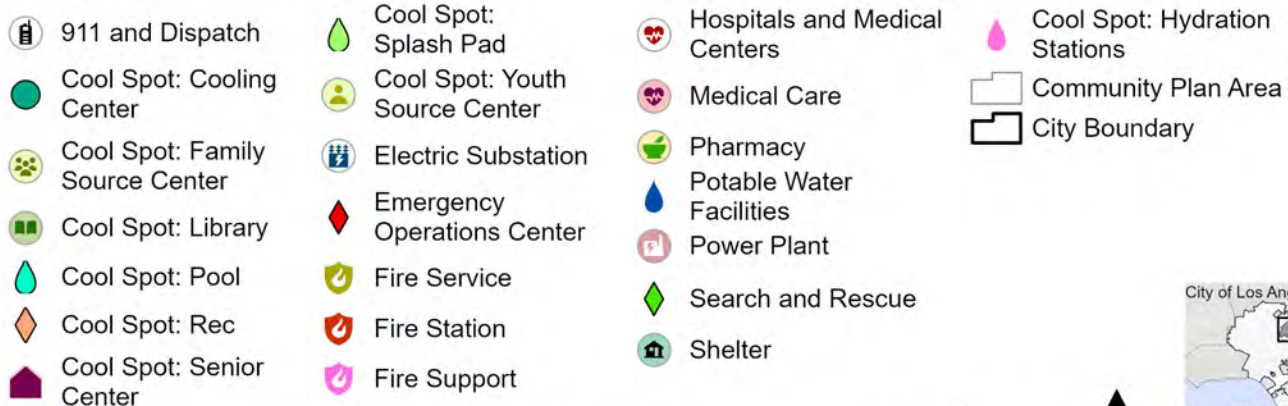 911 and Dispatch
Cool Spot: Cooling
Center
Cool Spot: Family
Source Center
Cool Spot: Library
Cool Spot: Pool
Cool Spot: Rec
Cool Spot: Senior
Center
Cool Spot:
Splash Pad
Cool Spot: Youth
Source Center
Electric Substation
Emergency
Operations Center
Fire Service
Fire Station
Fire Support
Hospitals and Medical
Centers
Medical Care
Pharmacy
Potable Water
Facilities
Power Plant
Search and Rescue
Shelter
Cool Spot: Hydration
Stations
Community Plan Area
City Boundary
City of Los